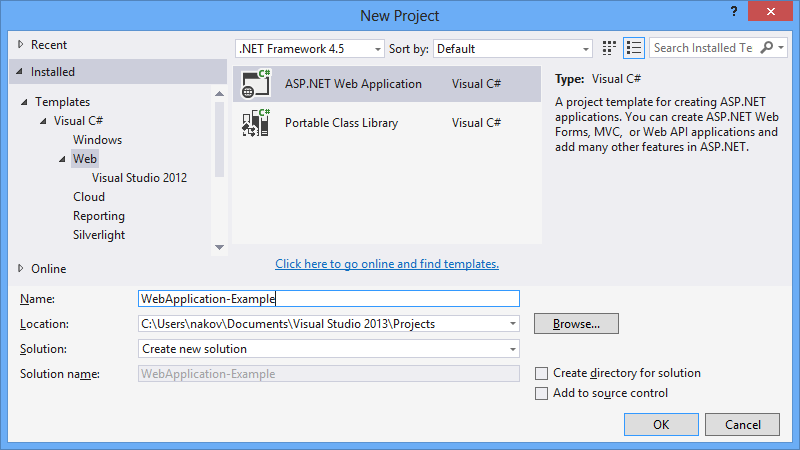 New Project
?
Recent
.NET Framework 4.5 Sort by: Default Search Installed Te
Installed
Templates
Visual C#
Windows
Web
Visual Studio 2012
Cloud
Reporting
Silverlight
Online
C# ASP.NET Web Application Visual C#
C# Portable Class Library Visual C#
Click here to go online and find templates.
Type: Visual C#
A project template for creating ASP.NET
applications. You can create ASP.NET Web
Forms, MVC, or Web API applications and
add many other features in ASP.NET.
Name: WebApplication-Example
Location: C:\Users\nakov\Documents\Visual Studio 2013\Projects Browse...
Solution: Create new solution
Solution name: WebApplication-Example
Create directory for solution
Add to source control
OK Cancel